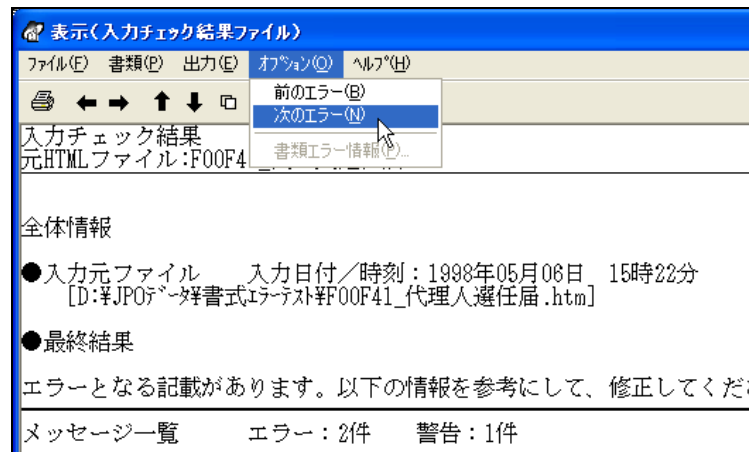 表示(入力チェック結果ファイル)
ファイル(F) 書類(P) 出力(E) オプション(O) ヘルプ(H)
前のエラー(B)
次のエラー(N)
書類エラー情報(P)...
入力チェック結果
元HTMLファイル:F00F4
全体情報
●入力元ファイル 入力日付/時刻:1998年05月06日 15時22分
[D:¥JPOデータ¥書式エラーテスト¥F00F41_代理人選任届.htm]
●最終結果
エラーとなる記載があります。以下の情報を参考にして、修正してくだ
メッセージ一覧 エラー:2件 警告:1件